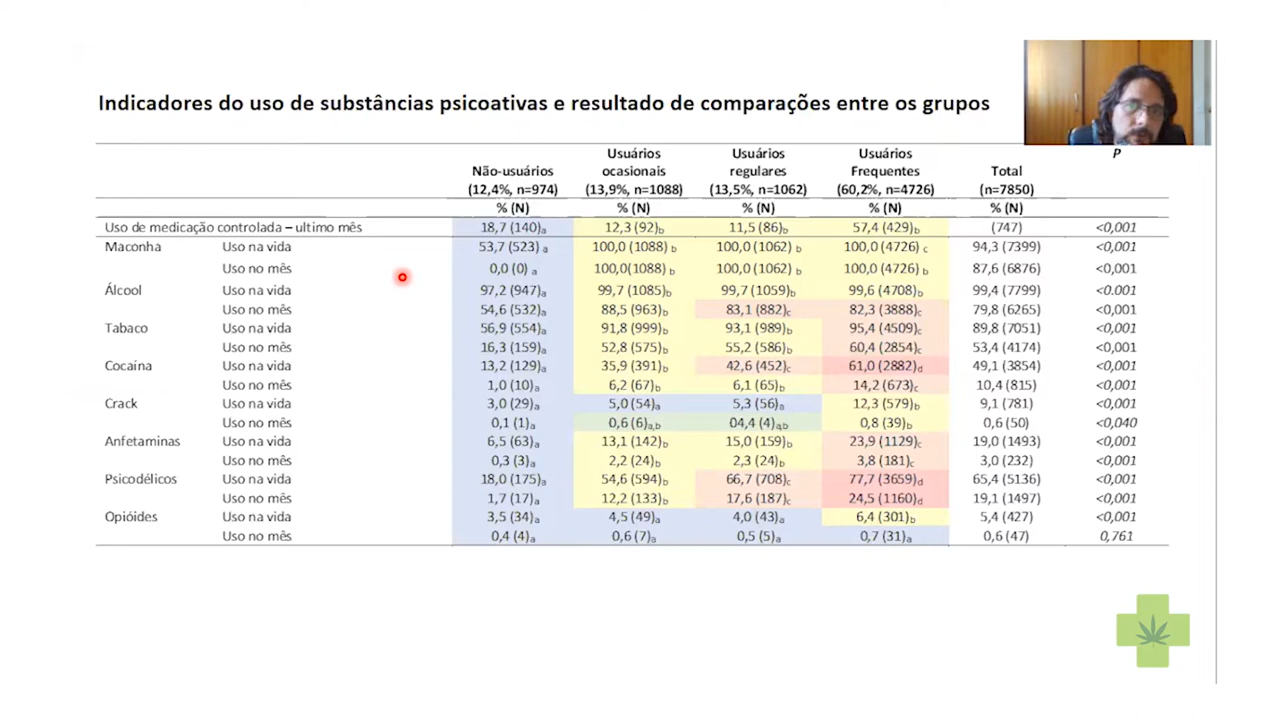 Indicadores do uso de substâncias psicoativas e resultado de comparações entre os grupos
Não-usuários (12,4%, n=974) Usuários ocasionais (13,9%, n=1088) Usuários regulares (13,5%, n=1062) Usuários Frequentes (60,2%, n=4726) Total (n=7850) P
% (N) % (N) % (N) % (N) % (N)
Uso de medicação controlada – ultimo mês 18,7 (140)a 12,3 (92)b 11,5 (86)b 57,4 (429)b (747) <0,001
Maconha Uso na vida 53,7 (523) a 100,0 (1088) b 100,0 (1062) b 100,0 (4726) c 94,3 (7399) <0,001
Uso no mês 0,0 (0) a 100,0(1088) b 100,0 (1062) b 100,0 (4726) b 87,6 (6876) <0,001
Álcool Uso na vida 97,2 (947)a 99,7 (1085)b 99,7 (1059)b 99,6 (4708)b 99,4 (7799) <0.001
Uso no mês 54,6 (532)a 88,5 (963)b 83,1 (882)c 82,3 (3888)c 79,8 (6265) <0,001
Tabaco Uso na vida 56,9 (554)a 91,8 (999)b 93,1 (989)b 95,4 (4509)c 89,8 (7051) <0,001
Uso no mês 16,3 (159)a 52,8 (575)b 55,2 (586)b 60,4 (2854)c 53,4 (4174) <0,001
Cocaína Uso na vida 13,2 (129)a 35,9 (391)b 42,6 (452)c 61,0 (2882)d 49,1 (3854) <0,001
Uso no mês 1,0 (10)a 6,2 (67)b 6,1 (65)b 14,2 (673)c 10,4 (815) <0,001
Crack Uso na vida 3,0 (29)a 5,0 (54)a 5,3 (56)a 12,3 (579)b 9,1 (781) <0,001
Uso no mês 0,1 (1)a 0,6 (6)a,b 04,4 (4)a,b 0,8 (39)b 0,6 (50) <0,040
Anfetaminas Uso na vida 6,5 (63)a 13,1 (142)b 15,0 (159)b 23,9 (1129)c 19,0 (1493) <0,001
Uso no mês 0,3 (3)a 2,2 (24)b 2,3 (24)b 3,8 (181)c 3,0 (232) <0,001
Psicodélicos Uso na vida 18,0 (175)a 54,6 (594)b 66,7 (708)c 77,7 (3659)d 65,4 (5136) <0,001
Uso no mês 1,7 (17)a 12,2 (133)b 17,6 (187)c 24,5 (1160)d 19,1 (1497) <0,001
Opióides Uso na vida 3,5 (34)a 4,5 (49)a 4,0 (43)a 6,4 (301)b 5,4 (427) <0,001
Uso no mês 0,4 (4)a 0,6 (7)a 0,5 (5)a 0,7 (31)a 0,6 (47) 0,761